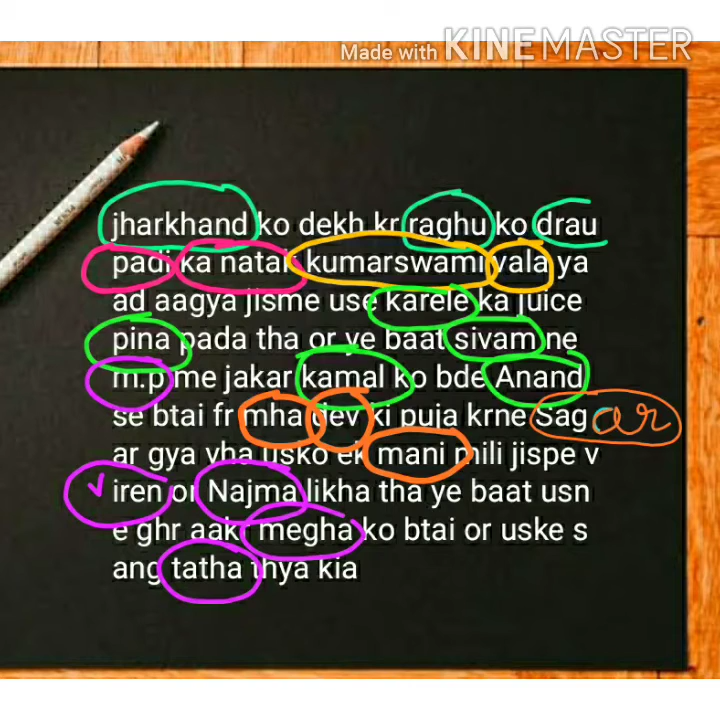 Made with KINEMASTER
jharkhand ko dekh kr raghu ko drau
padi ka natak kumarswami vala ya
ad aagya jisme use karele ka juice
pina pada tha or ye baat sivam ne
m.p me jakar kamal ko bde Anand
se btai fr mha dev ki puja krne Sag ar
ar gya vha usko ek mani mili jispe v
iren or Najma likha tha ye baat usn
e ghr aakr megha ko btai or uske s
ang tatha thya kia